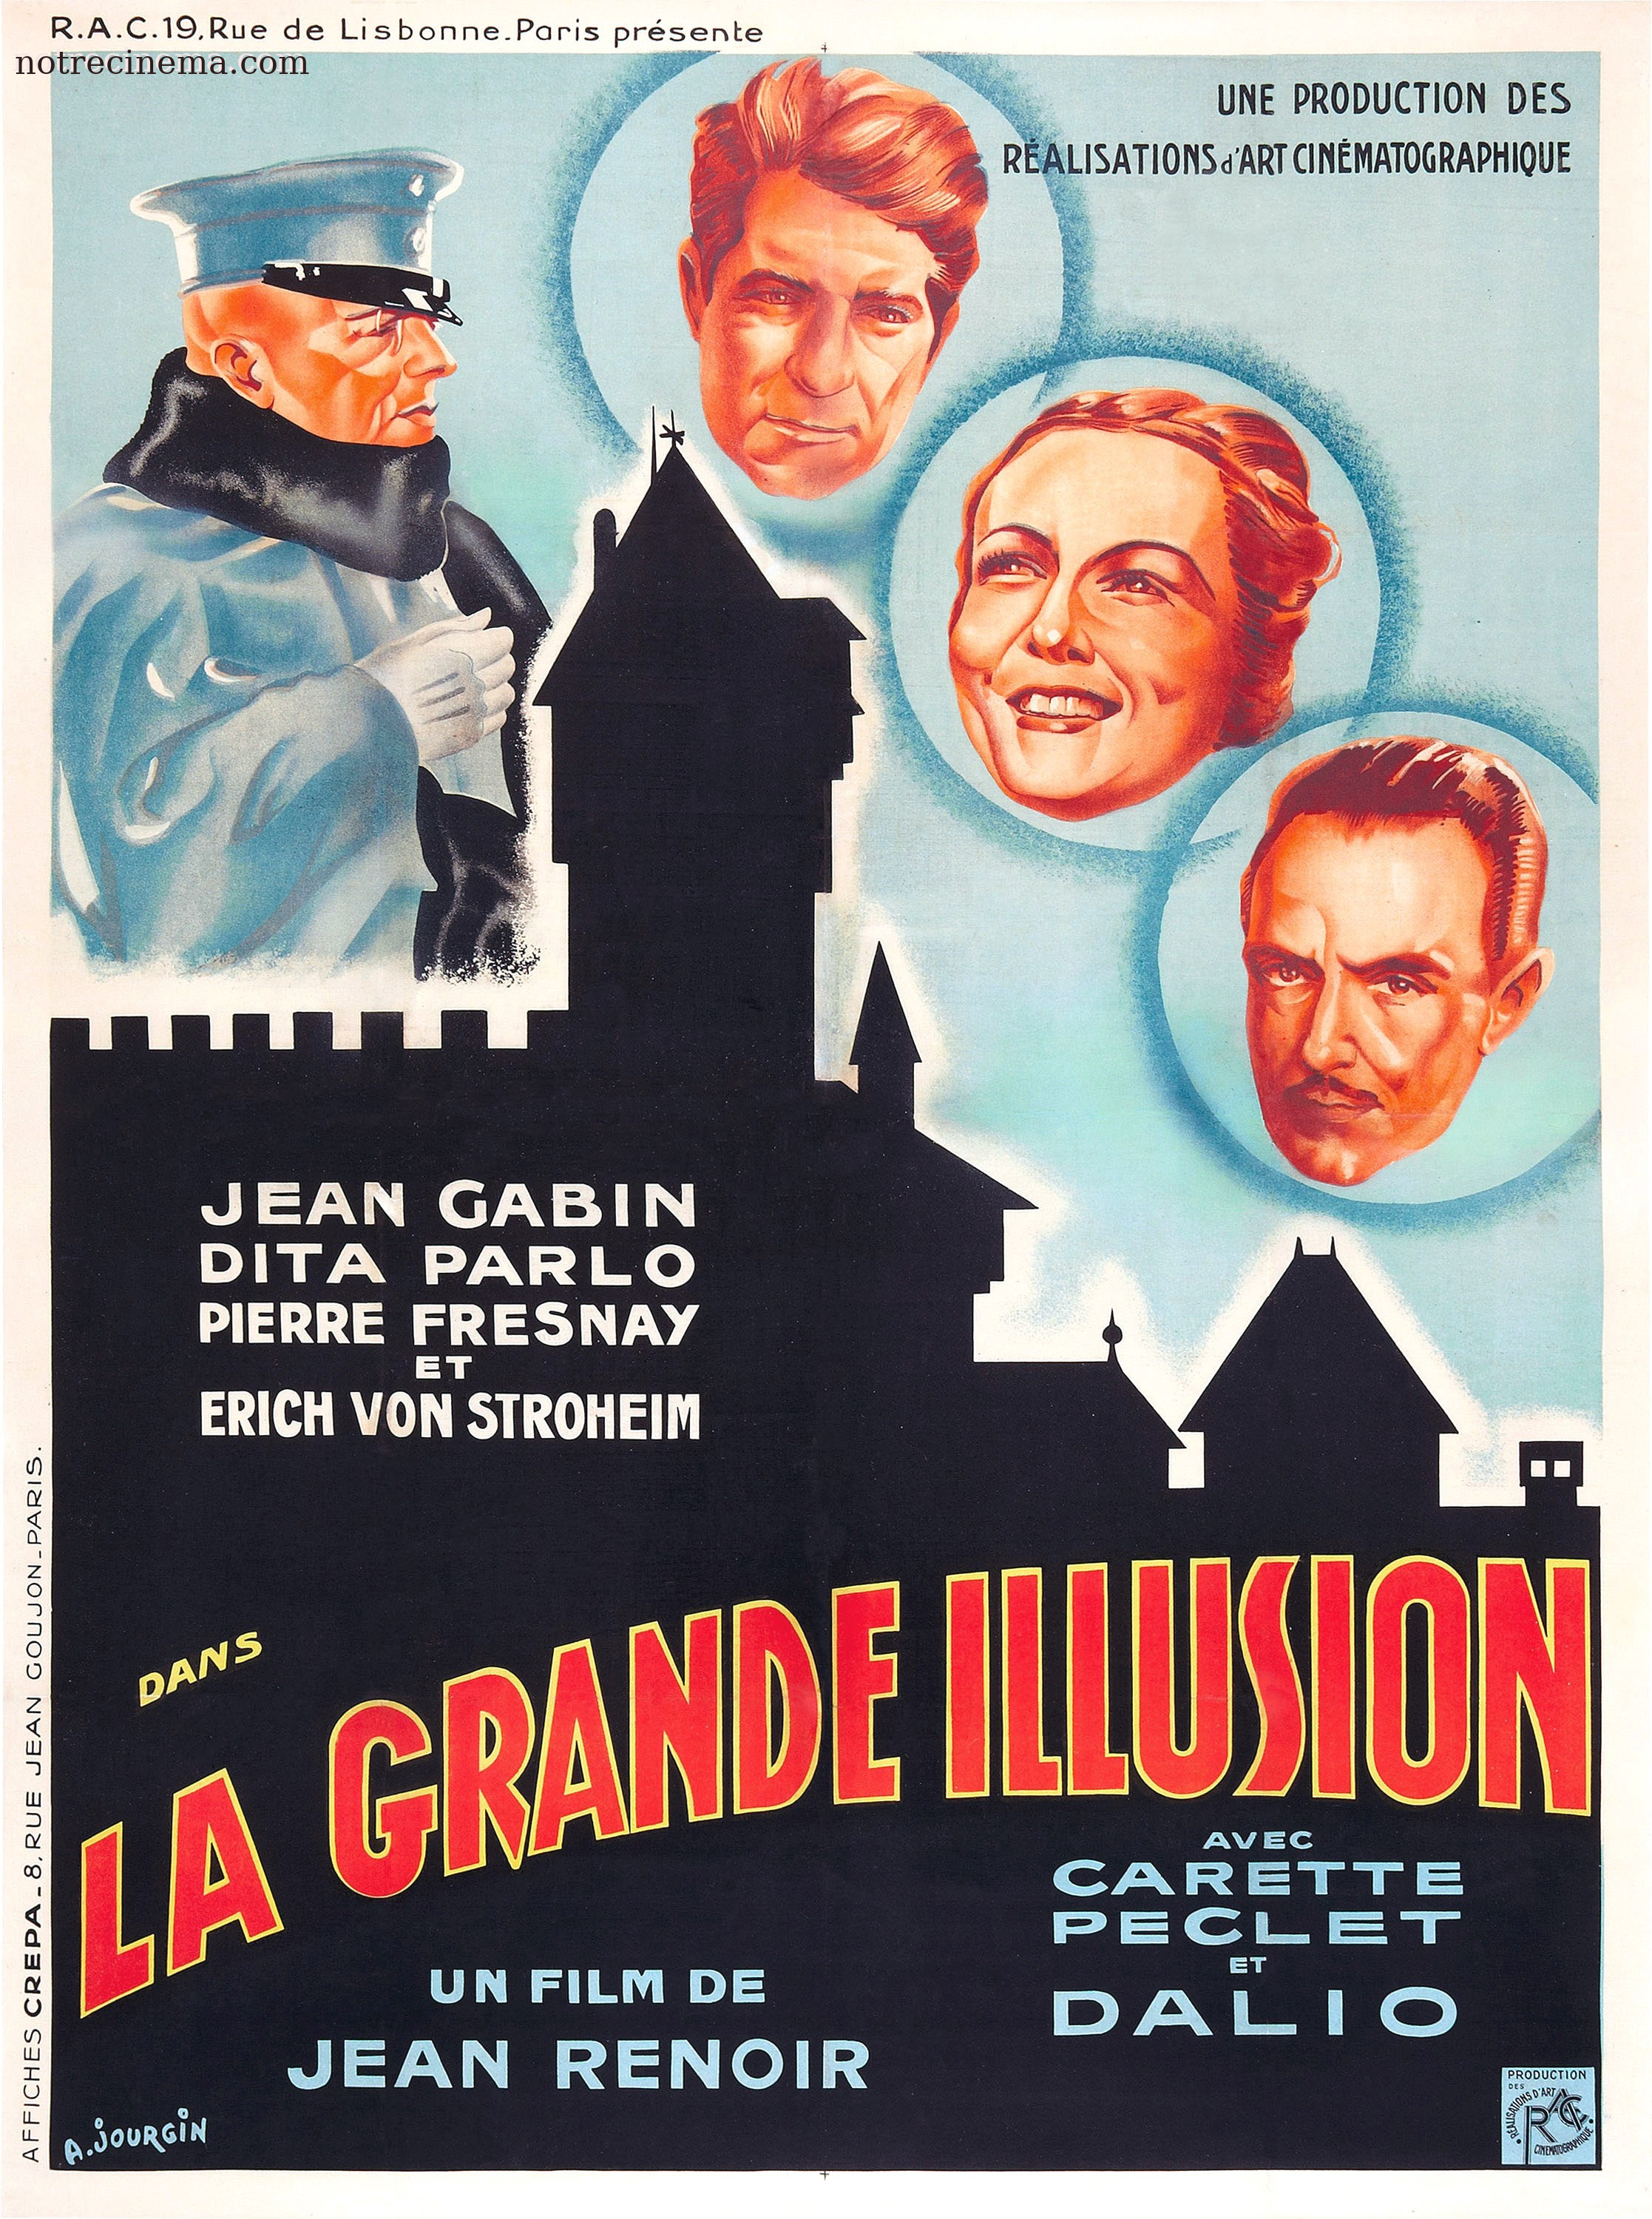 R.A.C.19.Rue de Lisbonne.Paris présente
notrecinema.com
UNE PRODUCTION DES
RÉALISATIONS d'ART CINÉMATOGRAPHIQUE
JEAN GABIN
DITA PARLO
PIERRE FRESNAY
ET
ERICH VON STROHEIM
DANS
LA GRANDE ILLUSION
AVEC
CARETTE
PECLET
ET
DALIO
UN FILM DE
JEAN RENOIR
A.JOURGIN
PRODUCTION
DES
RÉALISATIONS D'ART
RAC
CINÉMATOGRAPHIQUE
AFFICHES CREPA_8, RUE JEAN GOUJON_PARIS.